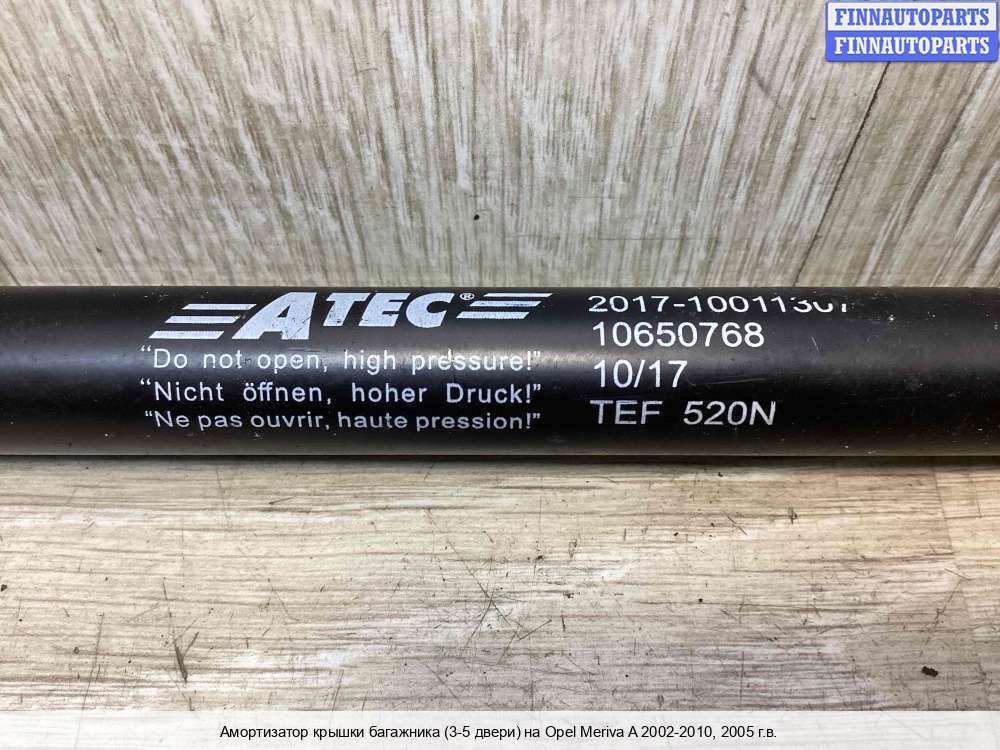 FINNAUTOPARTS
FINNAUTOPARTS
ATEC®
2017-10011301
"Do not open, high pressure!"
"Nicht öffnen, hoher Druck!"
"Ne pas ouvrir, haute pression!"
10650768
10/17
TEF 520N
Амортизатор крышки багажника (3-5 двери) на Opel Meriva A 2002-2010, 2005 г.в.